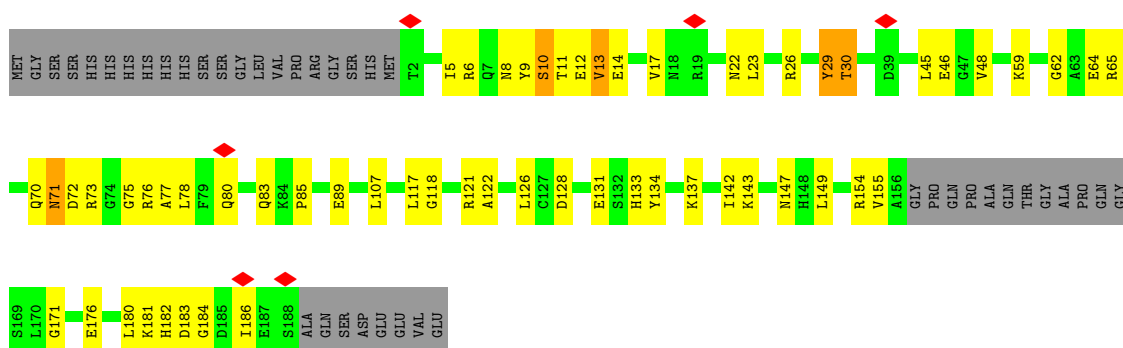 MET GLY SER SER HIS HIS HIS HIS HIS HIS SER SER GLY LEU VAL PRO ARG GLY SER HIS MET T2 I5 R6 Q7 N8 Y9 S10 T11 E12 V13 E14 V17 N18 R19 N22 L23 R26 Y29 T30 D39 L45 E46 G47 V48 K59 G62 A63 E64 R65
Q70 N71 D72 R73 G74 G75 R76 A77 L78 F79 Q80 Q83 K84 P85 E89 L107 L117 G118 R121 A122 L126 C127 D128 E131 S132 H133 Y134 K137 I142 K143 N147 H148 L149 R154 V155 A156 GLY PRO GLN PRO ALA GLN THR GLY ALA PRO GLN GLY
S169 L170 G171 E176 L180 K181 H182 D183 G184 D185 I186 E187 S188 ALA GLN SER ASP GLU GLU VAL GLU